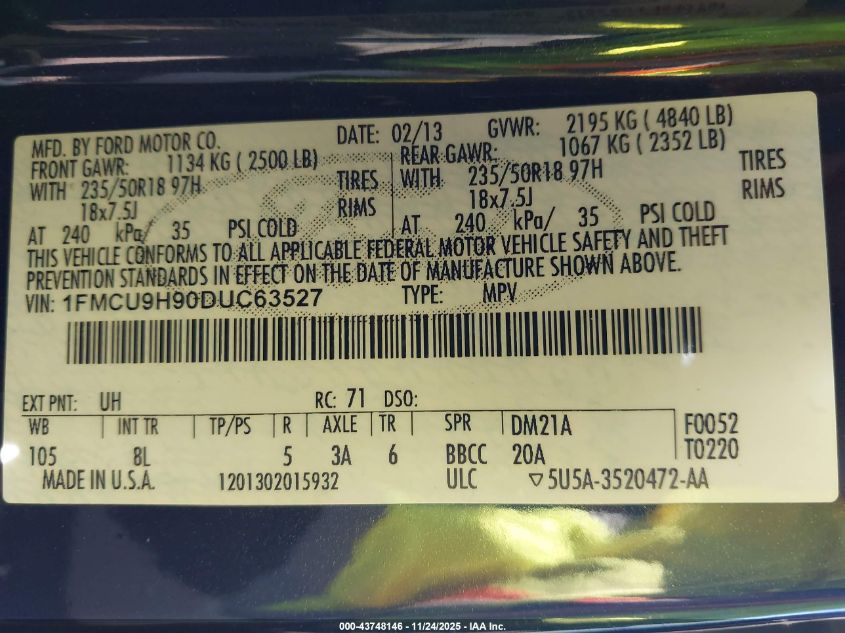 MFD. BY FORD MOTOR CO. DATE: 02/13 GVWR: 2195 KG ( 4840 LB)
FRONT GAWR: 1134 KG ( 2500 LB) REAR GAWR: 1067 KG ( 2352 LB)
WITH 235/50R18 97H TIRES WITH 235/50R18 97H TIRES
18x7.5J RIMS 18x7.5J RIMS
AT 240 kPa/ 35 PSI COLD AT 240 kPa/ 35 PSI COLD
THIS VEHICLE CONFORMS TO ALL APPLICABLE FEDERAL MOTOR VEHICLE SAFETY AND THEFT
PREVENTION STANDARDS IN EFFECT ON THE DATE OF MANUFACTURE SHOWN ABOVE.
VIN: 1FMCU9H90DUC63527 TYPE: MPV
EXT PNT: UH RC: 71 DSO:
WB INT TR TP/PS R AXLE TR SPR DM21A F0052
105 8L 5 3A 6 BBCC 20A T0220
MADE IN U.S.A. 1201302015932 ULC ▽5U5A-3520472-AA
000-43748146 - 11/24/2025 - IAA Inc.